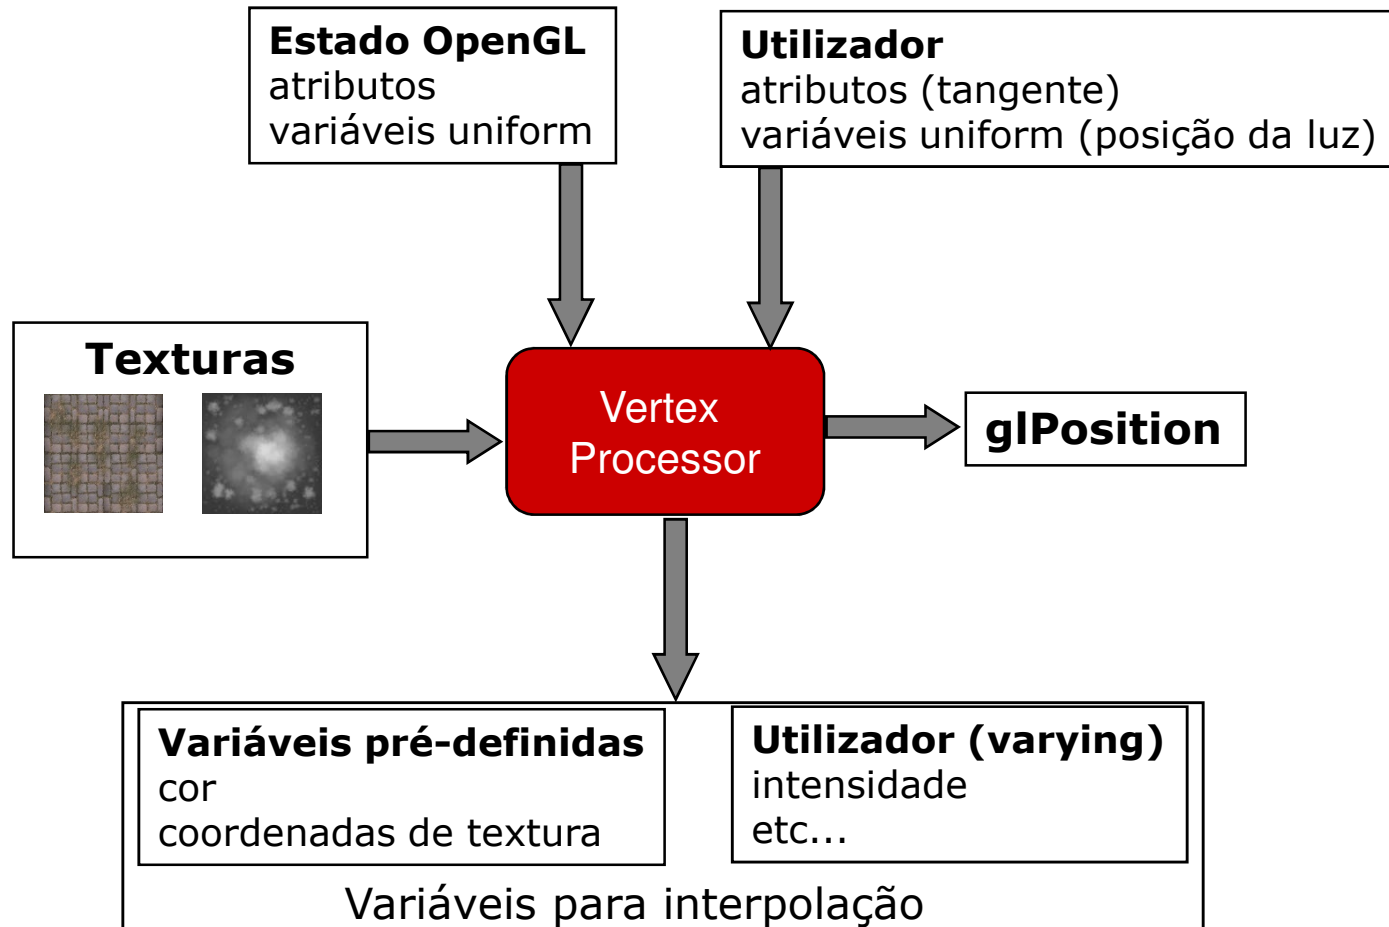 Estado OpenGL
atributos
variáveis uniform
Utilizador
atributos (tangente)
variáveis uniform (posição da luz)
Texturas
Vertex
Processor
glPosition
Variáveis pré-definidas
cor
coordenadas de textura
Utilizador (varying)
intensidade
etc...
Variáveis para interpolação